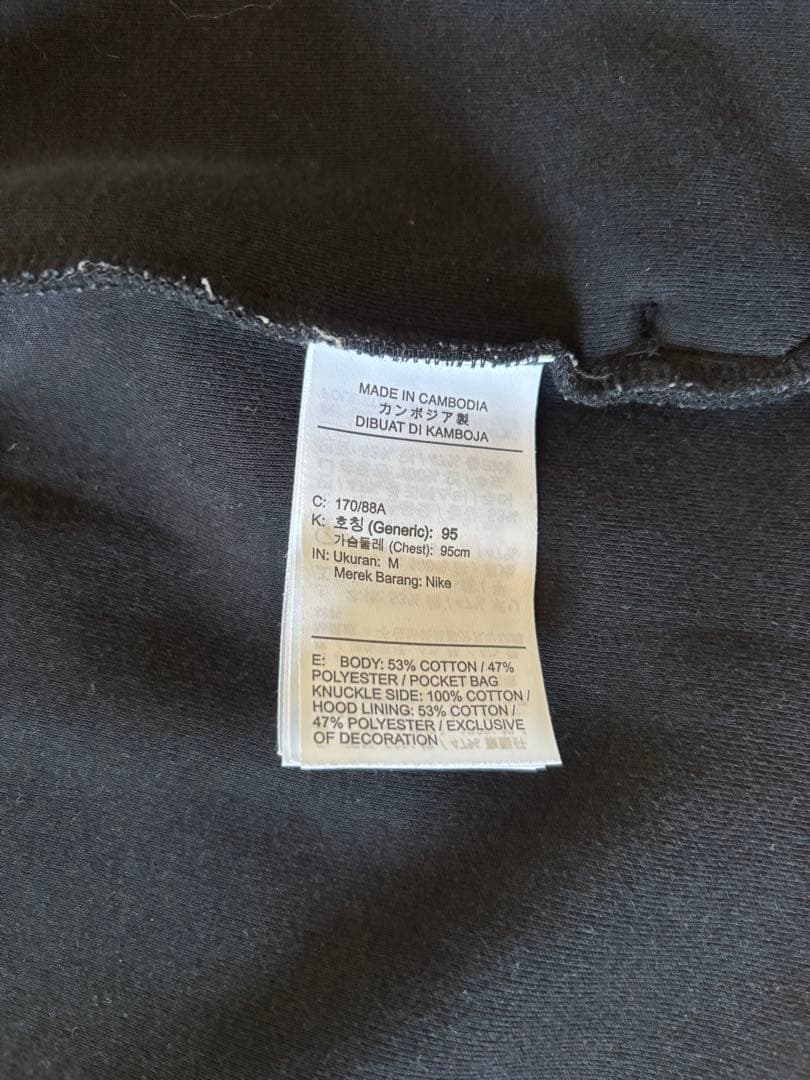 MADE IN CAMBODIA
カンボジア製
DIBUAT DI KAMBOJA
C: 170/88A
K: 호칭 (Generic): 95
가슴둘레 (Chest): 95cm
IN: Ukuran: M
Merek Barang: Nike
E: BODY: 53% COTTON / 47%
POLYESTER / POCKET BAG
KNUCKLE SIDE: 100% COTTON /
HOOD LINING: 53% COTTON /
47% POLYESTER / EXCLUSIVE
OF DECORATION